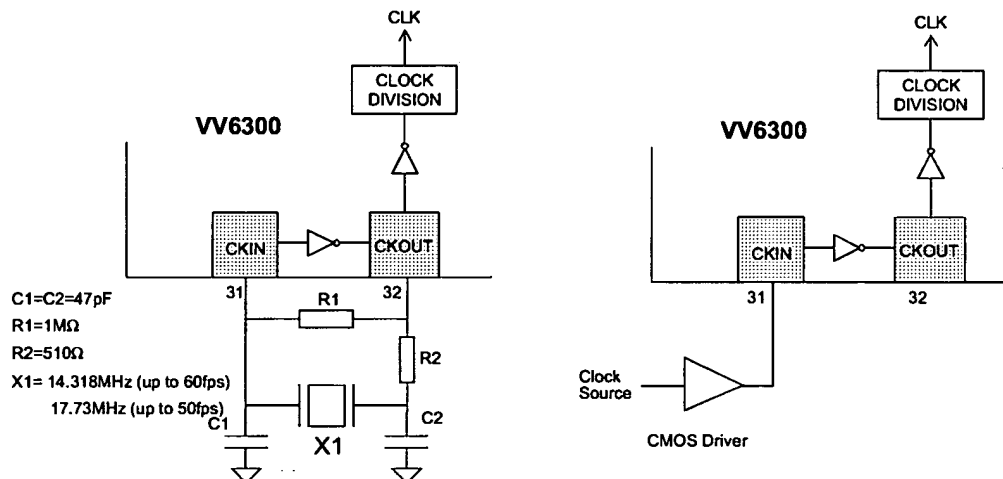 CLK
CLOCK
DIVISION
VV6300
CKIN
CKOUT
31
32
R1
R2
C1=C2=47pF
R1=1MΩ
R2=510Ω
X1= 14.318MHz (up to 60fps)
17.73MHz (up to 50fps)
C1
C2
X1
CLK
CLOCK
DIVISION
VV6300
CKIN
CKOUT
31
32
Clock
Source
CMOS Driver